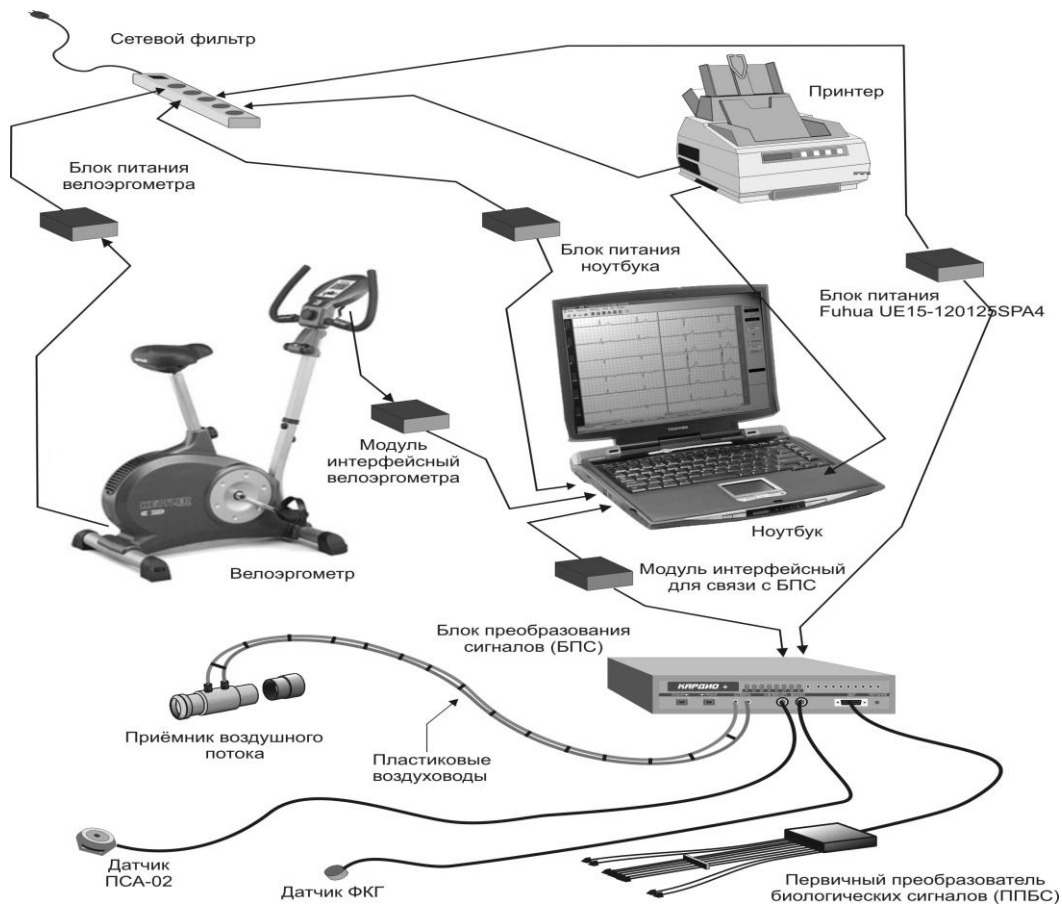 Сетевой фильтр
Принтер
Блок питания
велоэргометра
Блок питания
ноутбука
Блок питания
Fuhua UE15-120125SPA4
Модуль
интерфейсный
велоэргометра
TOSHIBA
KETTLER
Ноутбук
Велоэргометр
Модуль интерфейсный
для связи с БПС
Блок преобразования
сигналов (БПС)
КАРДИО +
Приёмник воздушного
потока
Пластиковые
воздуховоды
Датчик
ПСА-02
Датчик ФКГ
Первичный преобразователь
биологических сигналов (ППБС)